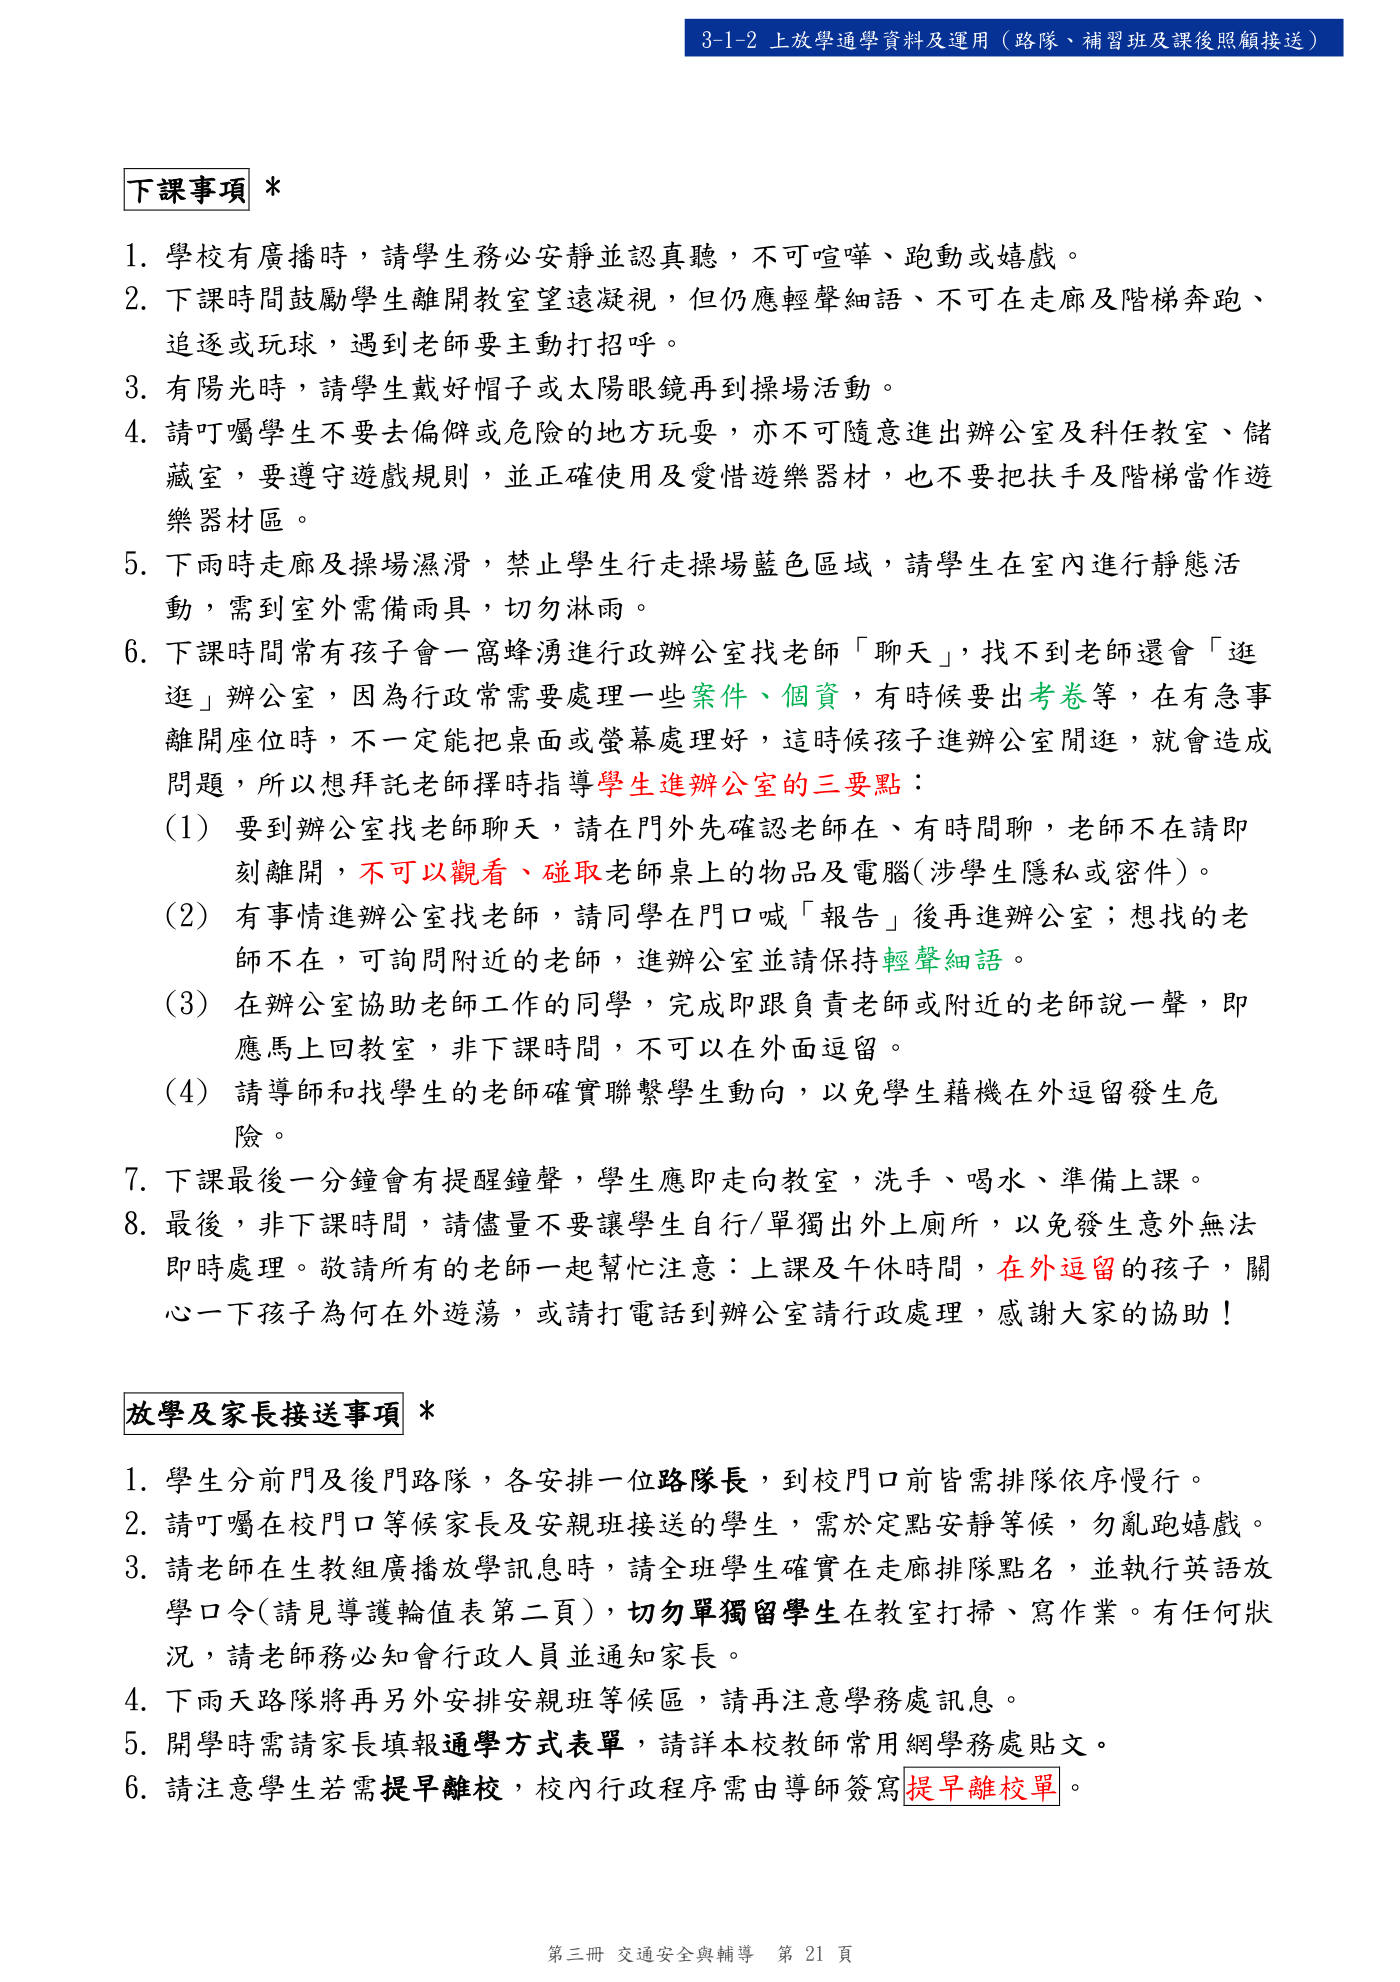 3-1-2 上放學通學資料及運用（路隊、補習班及課後照顧接送）
下課事項 *
1. 學校有廣播時，請學生務必安靜並認真聽，不可喧嘩、跑動或嬉戲。
2. 下課時間鼓勵學生離開教室望遠凝視，但仍應輕聲細語、不可在走廊及階梯奔跑、
追逐或玩球，遇到老師要主動打招呼。
3. 有陽光時，請學生戴好帽子或太陽眼鏡再到操場活動。
4. 請叮囑學生不要去偏僻或危險的地方玩耍，亦不可隨意進出辦公室及科任教室、儲
藏室，要遵守遊戲規則，並正確使用及愛惜遊樂器材，也不要把扶手及階梯當作遊
樂器材區。
5. 下雨時走廊及操場濕滑，禁止學生行走操場藍色區域，請學生在室內進行靜態活
動，需到室外需備雨具，切勿淋雨。
6. 下課時間常有孩子會一窩蜂湧進行政辦公室找老師「聊天」，找不到老師還會「逛
逛」辦公室，因為行政常需要處理一些案件、個資，有時候要出考卷等，在有急事
離開座位時，不一定能把桌面或螢幕處理好，這時候孩子進辦公室閒逛，就會造成
問題，所以想拜託老師擇時指導學生進辦公室的三要點：
(1) 要到辦公室找老師聊天，請在門外先確認老師在、有時間聊，老師不在請即
刻離開，不可以觀看、碰取老師桌上的物品及電腦(涉學生隱私或密件)。
(2) 有事情進辦公室找老師，請同學在門口喊「報告」後再進辦公室；想找的老
師不在，可詢問附近的老師，進辦公室並請保持輕聲細語。
(3) 在辦公室協助老師工作的同學，完成即跟負責老師或附近的老師說一聲，即
應馬上回教室，非下課時間，不可以在外面逗留。
(4) 請導師和找學生的老師確實聯繫學生動向，以免學生藉機在外逗留發生危
險。
7. 下課最後一分鐘會有提醒鐘聲，學生應即走向教室，洗手、喝水、準備上課。
8. 最後，非下課時間，請儘量不要讓學生自行/單獨出外上廁所，以免發生意外無法
即時處理。敬請所有的老師一起幫忙注意：上課及午休時間，在外逗留的孩子，關
心一下孩子為何在外遊蕩，或請打電話到辦公室請行政處理，感謝大家的協助！
放學及家長接送事項 *
1. 學生分前門及後門路隊，各安排一位路隊長，到校門口前皆需排隊依序慢行。
2. 請叮囑在校門口等候家長及安親班接送的學生，需於定點安靜等候，勿亂跑嬉戲。
3. 請老師在生教組廣播放學訊息時，請全班學生確實在走廊排隊點名，並執行英語放
學口令(請見導護輪值表第二頁)，切勿單獨留學生在教室打掃、寫作業。有任何狀
況，請老師務必知會行政人員並通知家長。
4. 下雨天路隊將再另外安排安親班等候區，請再注意學務處訊息。
5. 開學時需請家長填報通學方式表單，請詳本校教師常用網學務處貼文。
6. 請注意學生若需提早離校，校內行政程序需由導師簽寫提早離校單。
第三冊 交通安全與輔導 第 21 頁